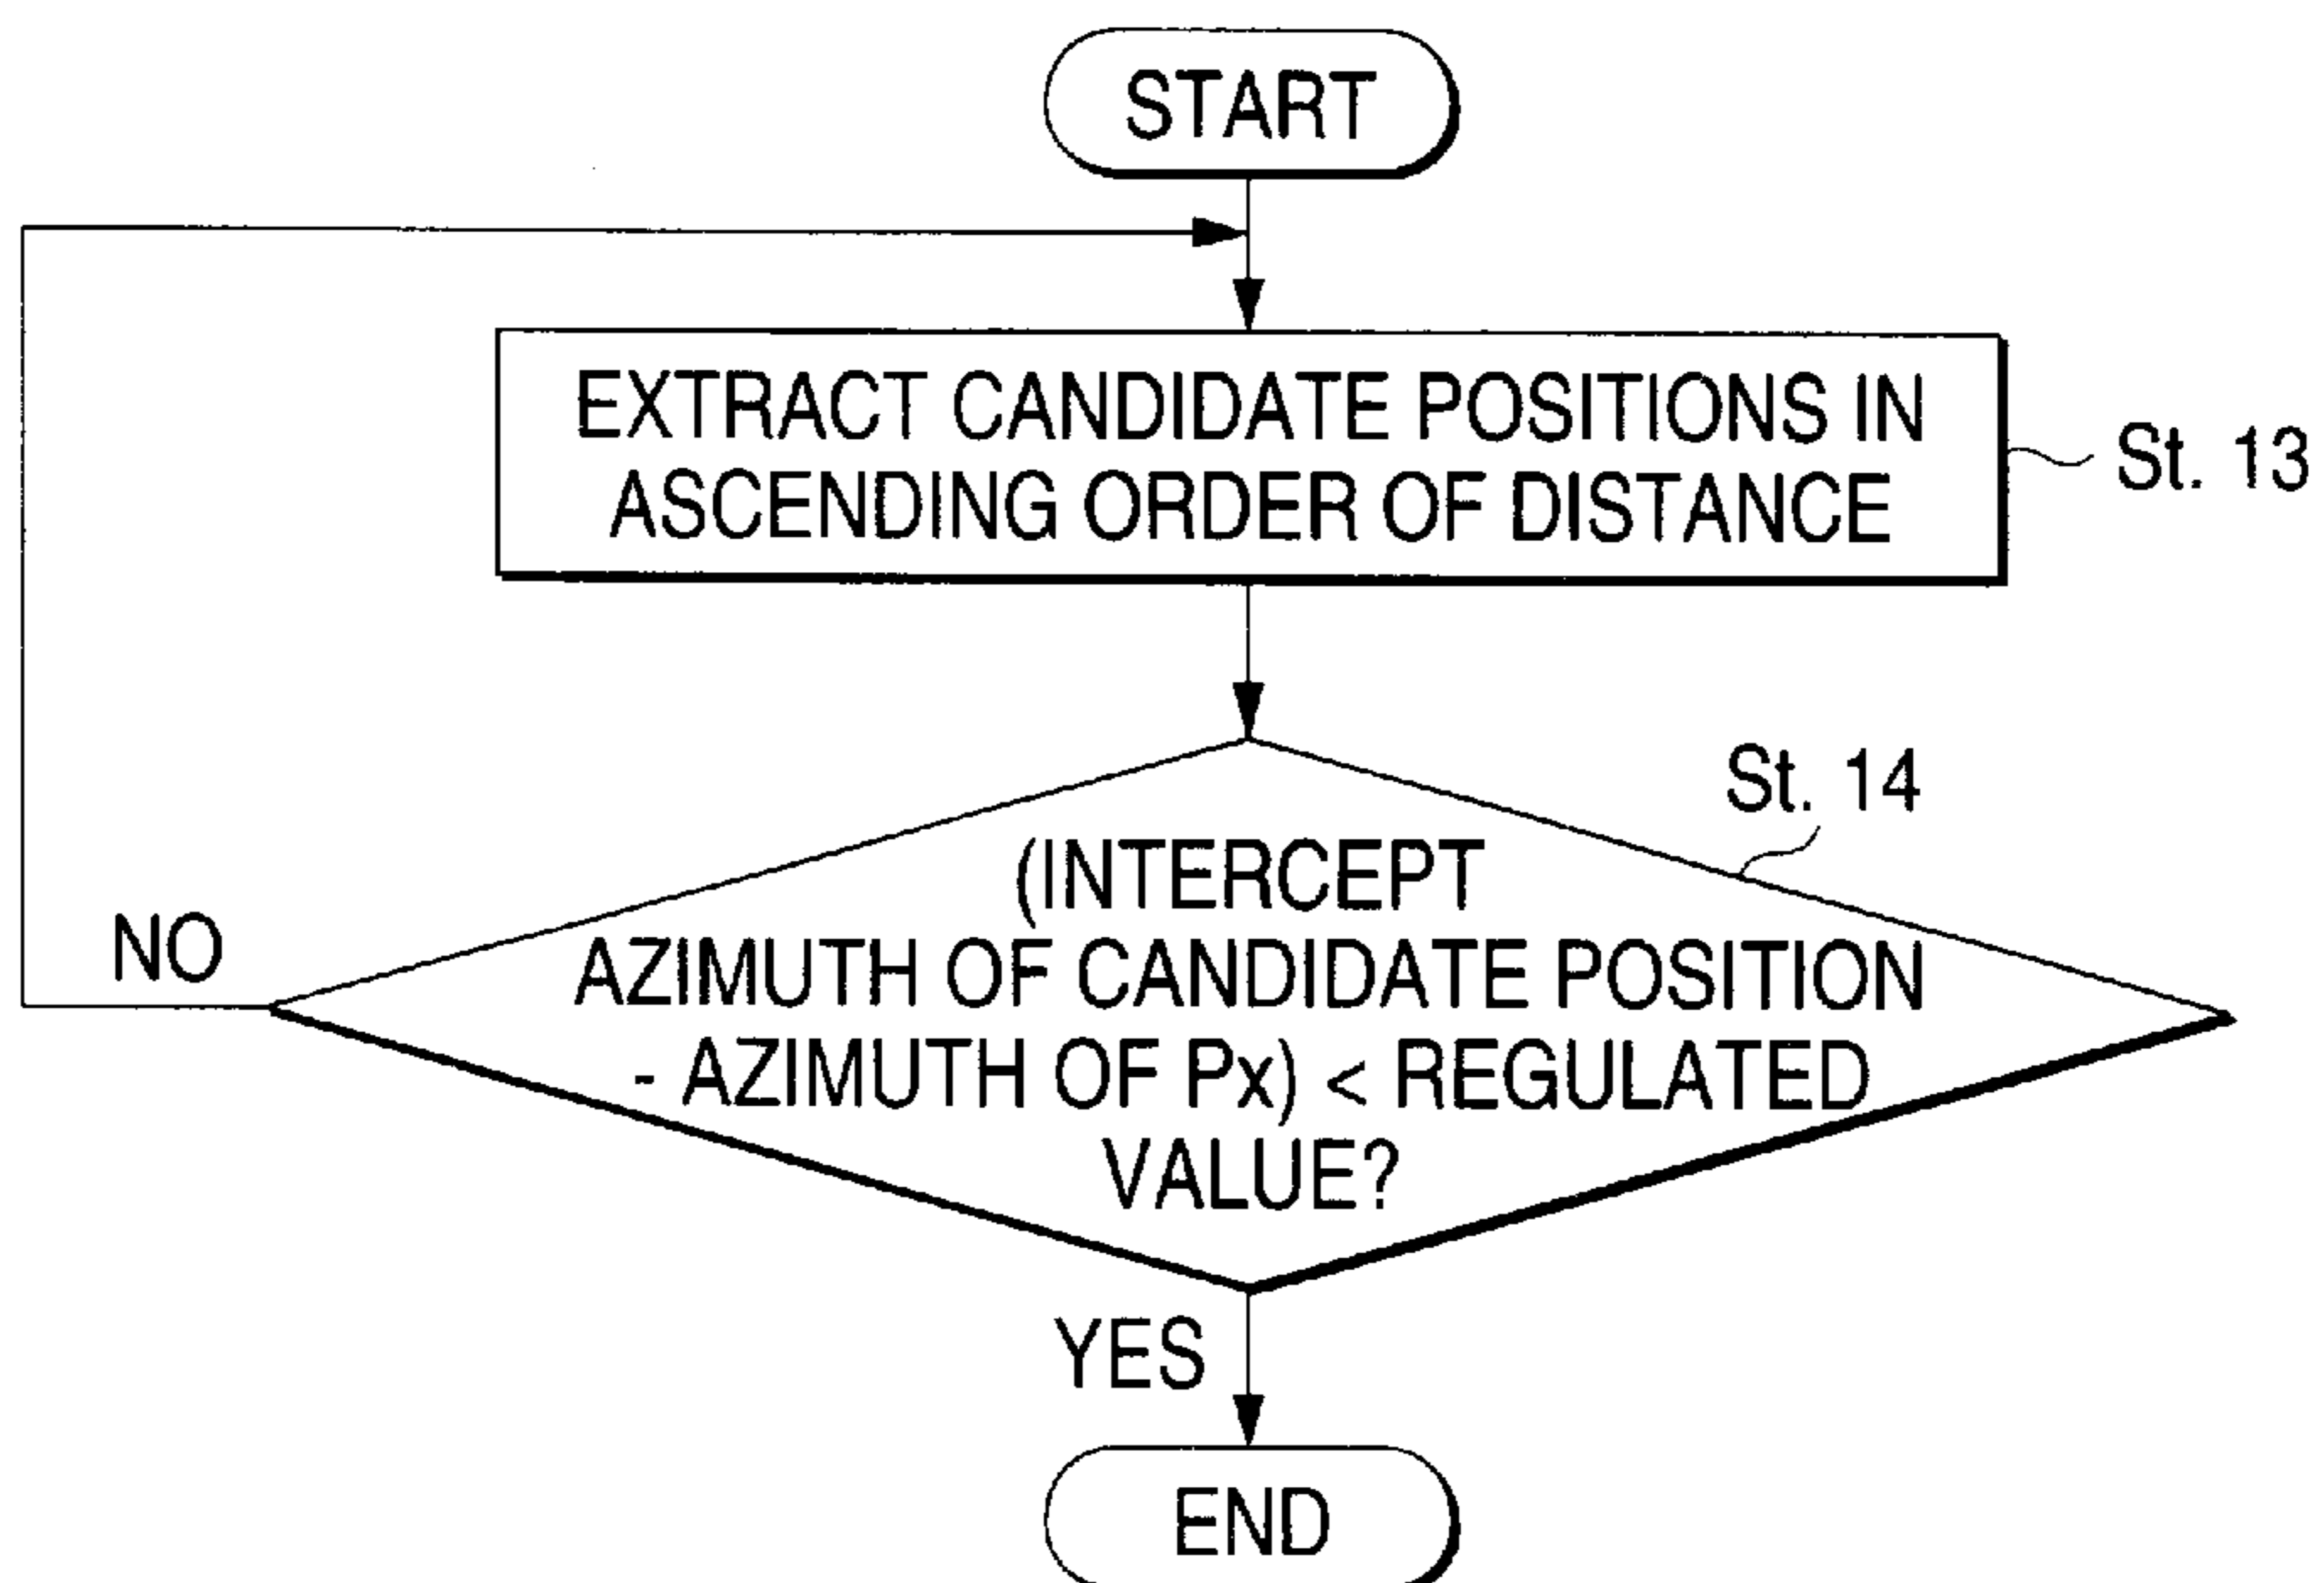 START
EXTRACT CANDIDATE POSITIONS IN
ASCENDING ORDER OF DISTANCE
St. 13
St. 14
(INTERCEPT
AZIMUTH OF CANDIDATE POSITION
- AZIMUTH OF Px) < REGULATED
VALUE?
NO
YES
END